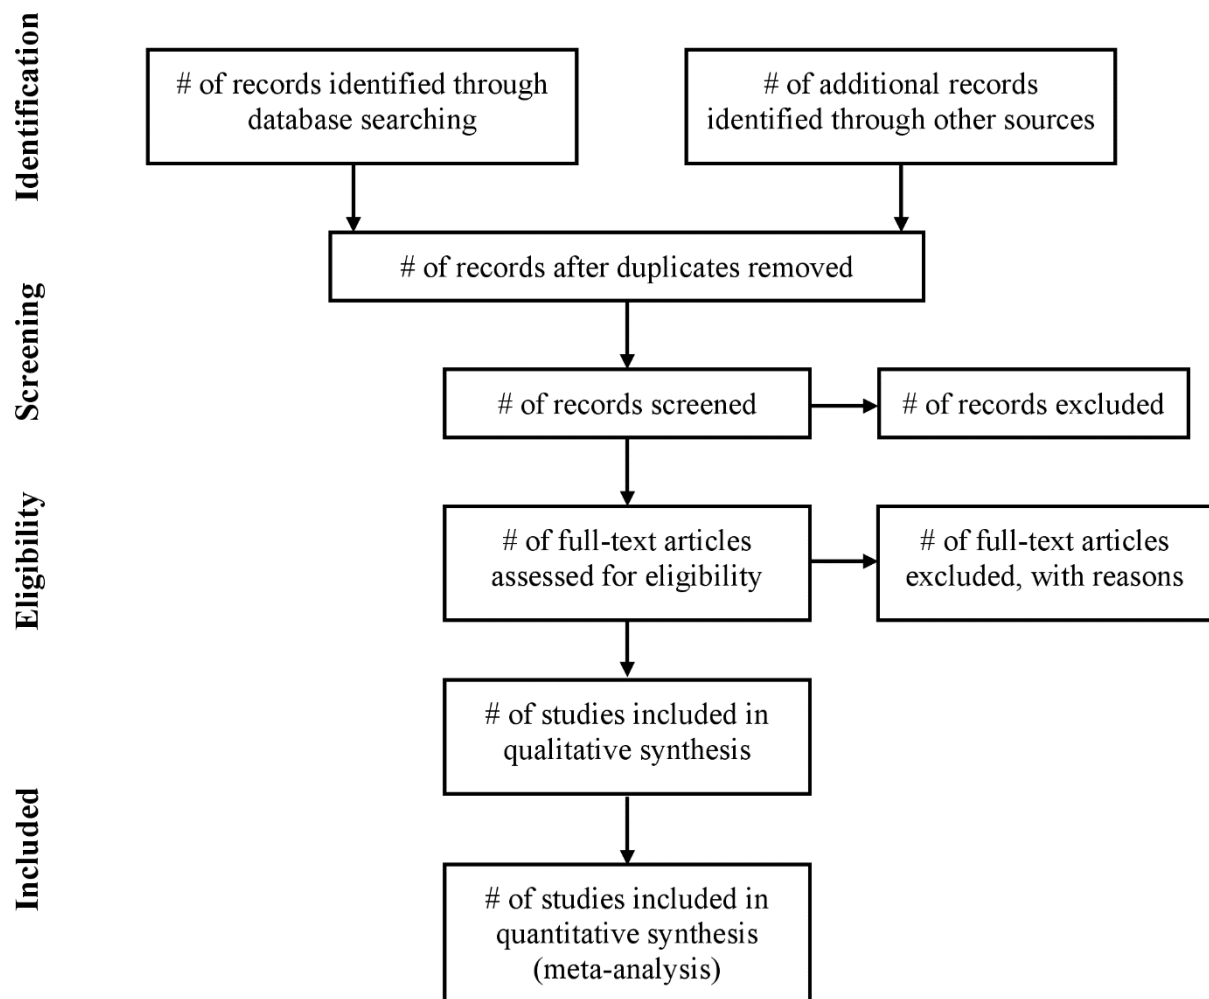 Identification
# of records identified through
database searching
# of additional records
identified through other sources
# of records after duplicates removed
Screening
# of records screened
# of records excluded
Eligibility
# of full-text articles
assessed for eligibility
# of full-text articles
excluded, with reasons
Included
# of studies included in
qualitative synthesis
# of studies included in
quantitative synthesis
(meta-analysis)